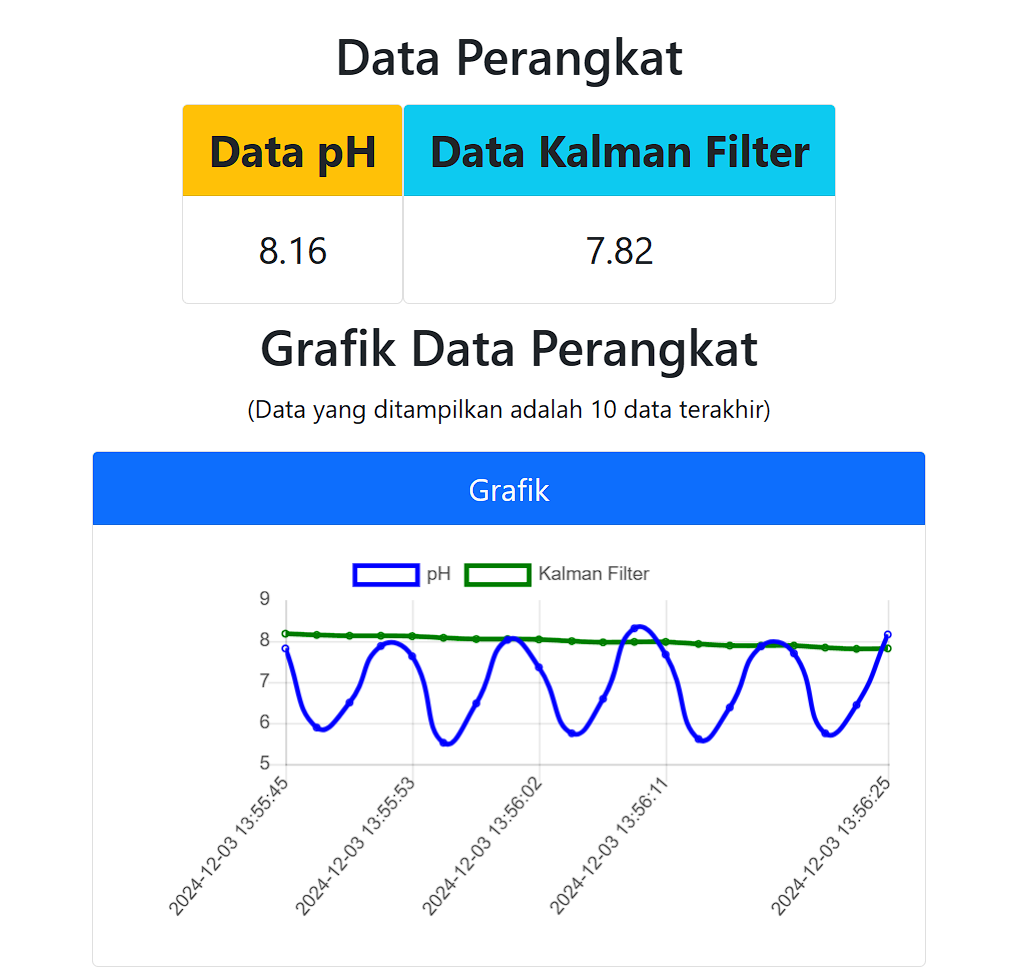 Data Perangkat
Data pH
Data Kalman Filter
8.16
7.82
Grafik Data Perangkat
(Data yang ditampilkan adalah 10 data terakhir)
Grafik
pH
Kalman Filter
9
8
7
6
5
2024-12-03 13:55:45
2024-12-03 13:55:53
2024-12-03 13:56:02
2024-12-03 13:56:11
2024-12-03 13:56:25